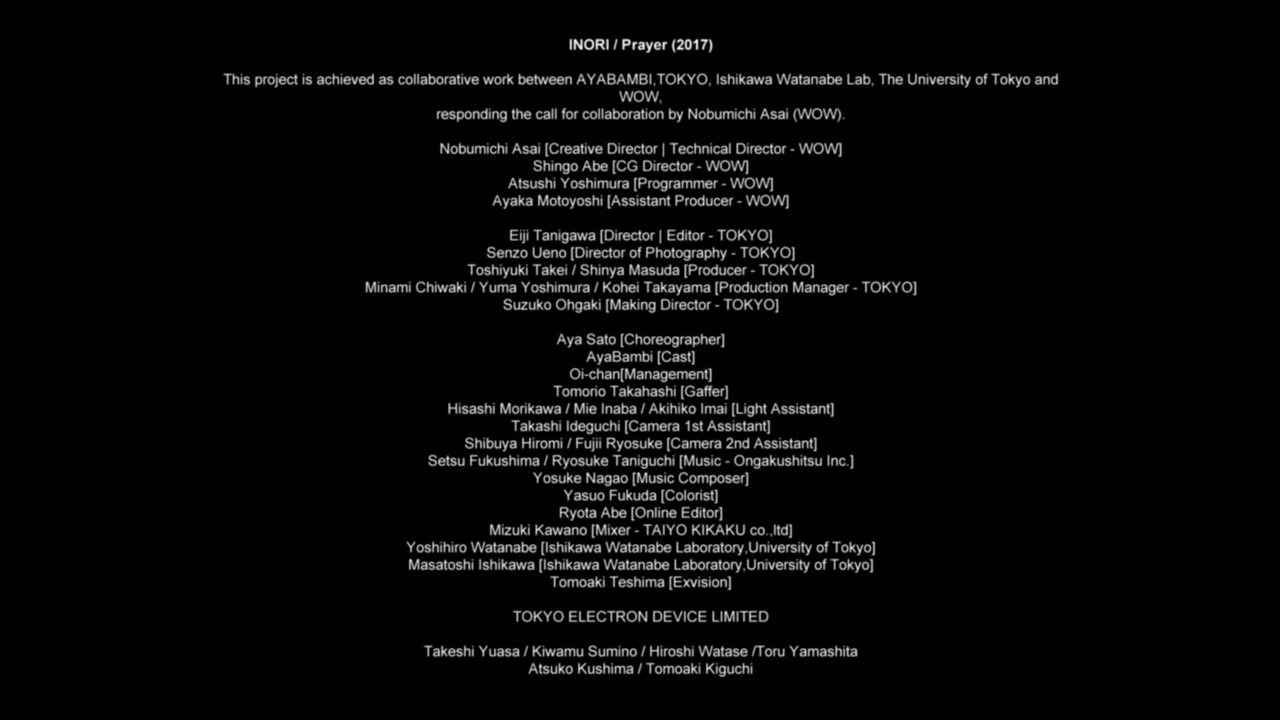 INORI / Prayer (2017)
This project is achieved as collaborative work between AYABAMBI,TOKYO, Ishikawa Watanabe Lab, The University of Tokyo and
WOW,
responding the call for collaboration by Nobumichi Asai (WOW).
Nobumichi Asai [Creative Director | Technical Director - WOW]
Shingo Abe [CG Director - WOW]
Atsushi Yoshimura [Programmer - WOW]
Ayaka Motoyoshi [Assistant Producer - WOW]
Eiji Tanigawa [Director | Editor - TOKYO]
Senzo Ueno [Director of Photography - TOKYO]
Toshiyuki Takei / Shinya Masuda [Producer - TOKYO]
Minami Chiwaki / Yuma Yoshimura / Kohei Takayama [Production Manager - TOKYO]
Suzuko Ohgaki [Making Director - TOKYO]
Aya Sato [Choreographer]
AyaBambi [Cast]
Oi-chan[Management]
Tomorio Takahashi [Gaffer]
Hisashi Morikawa / Mie Inaba / Akihiko Imai [Light Assistant]
Takashi Ideguchi [Camera 1st Assistant]
Shibuya Hiromi / Fujii Ryosuke [Camera 2nd Assistant]
Setsu Fukushima / Ryosuke Taniguchi [Music - Ongakushitsu Inc.]
Yosuke Nagao [Music Composer]
Yasuo Fukuda [Colorist]
Ryota Abe [Online Editor]
Mizuki Kawano [Mixer - TAIYO KIKAKU co.,ltd]
Yoshihiro Watanabe [Ishikawa Watanabe Laboratory,University of Tokyo]
Masatoshi Ishikawa [Ishikawa Watanabe Laboratory,University of Tokyo]
Tomoaki Teshima [Exvision]
TOKYO ELECTRON DEVICE LIMITED
Takeshi Yuasa / Kiwamu Sumino / Hiroshi Watase /Toru Yamashita
Atsuko Kushima / Tomoaki Kiguchi